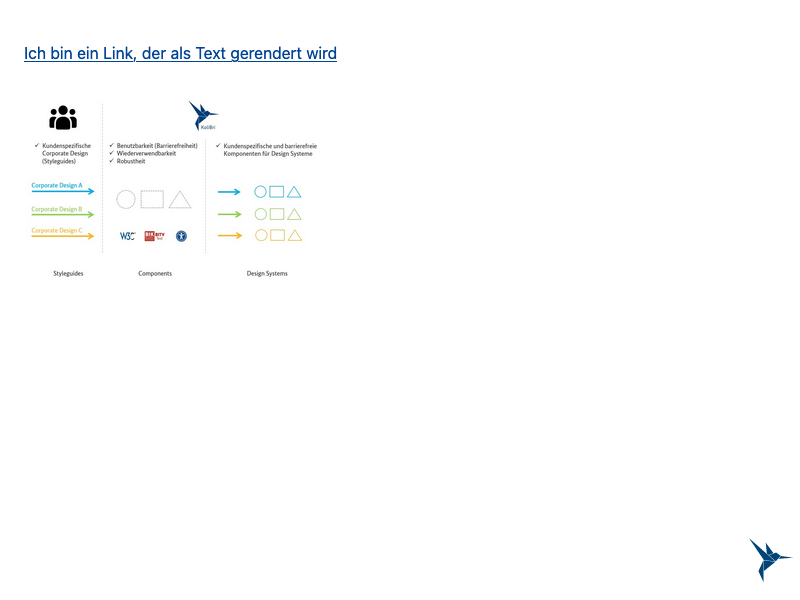 Ich bin ein Link, der als Text gerendert wird
KoliBri
✓ Kundenspezifische
Corporate Design
(Styleguides)
✓ Benutzbarkeit (Barrierefreiheit)
✓ Wiederverwendbarkeit
✓ Robustheit
✓ Kundenspezifische und barrierefreie
Komponenten für Design Systeme
Corporate Design A
Corporate Design B
Corporate Design C
W3C
BIK BITV
Test
Styleguides
Components
Design Systems